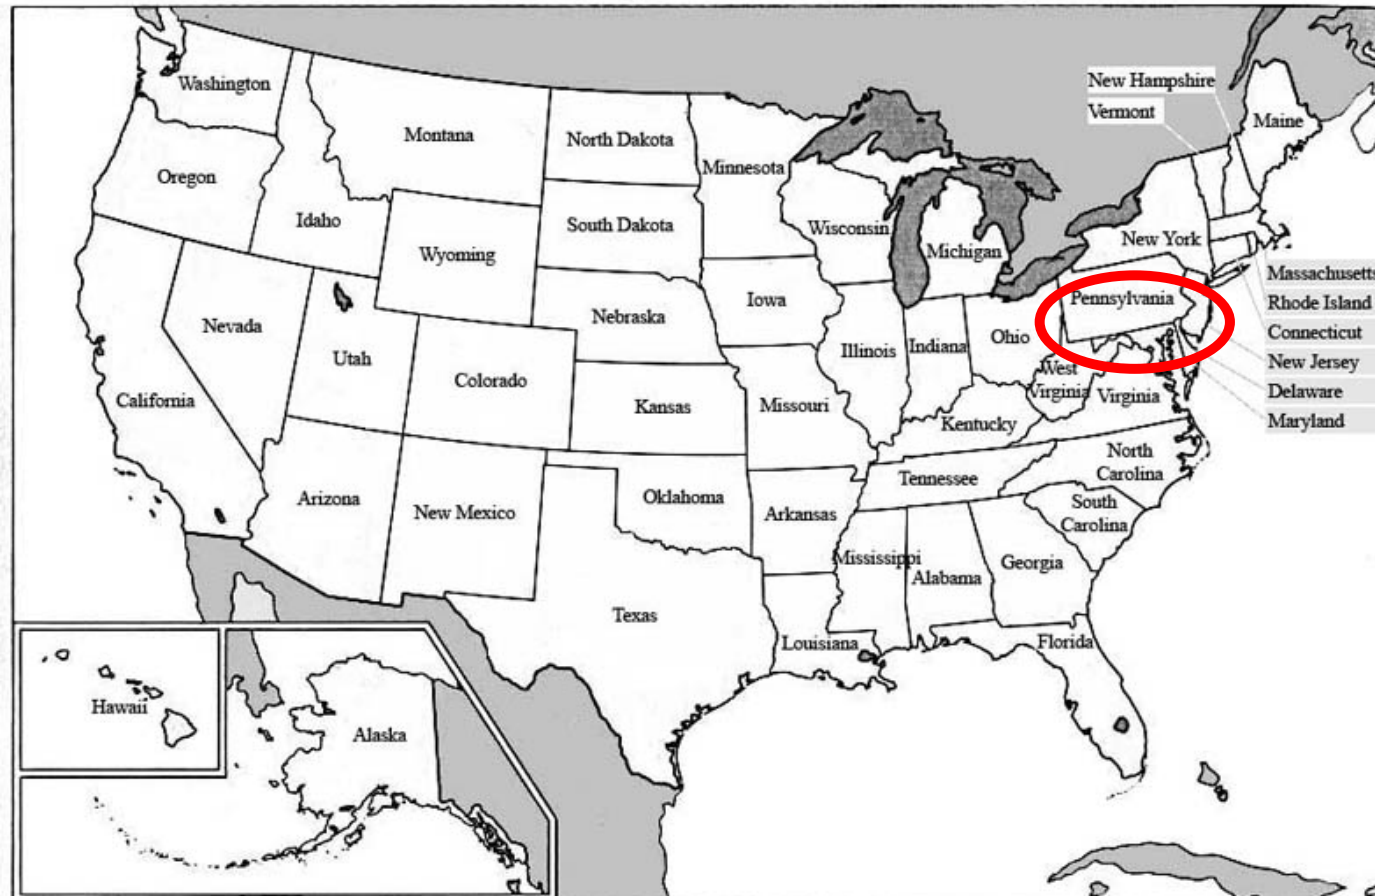 New Hampshire
Vermont
Washington
Montana
North Dakota
Minnesota
Maine
Oregon
Idaho
South Dakota
Wisconsin
Michigan
New York
Wyoming
Massachusetts
Rhode Island
Connecticut
New Jersey
Delaware
Maryland
Pennsylvania
Iowa
Nebraska
Nevada
Utah
Colorado
Illinois
Indiana
Ohio
West
Virginia
Virginia
California
Kansas
Missouri
Kentucky
North
Carolina
Tennessee
Arizona
New Mexico
Oklahoma
Arkansas
South
Carolina
Mississippi
Alabama
Georgia
Texas
Louisiana
Florida
Hawaii
Alaska